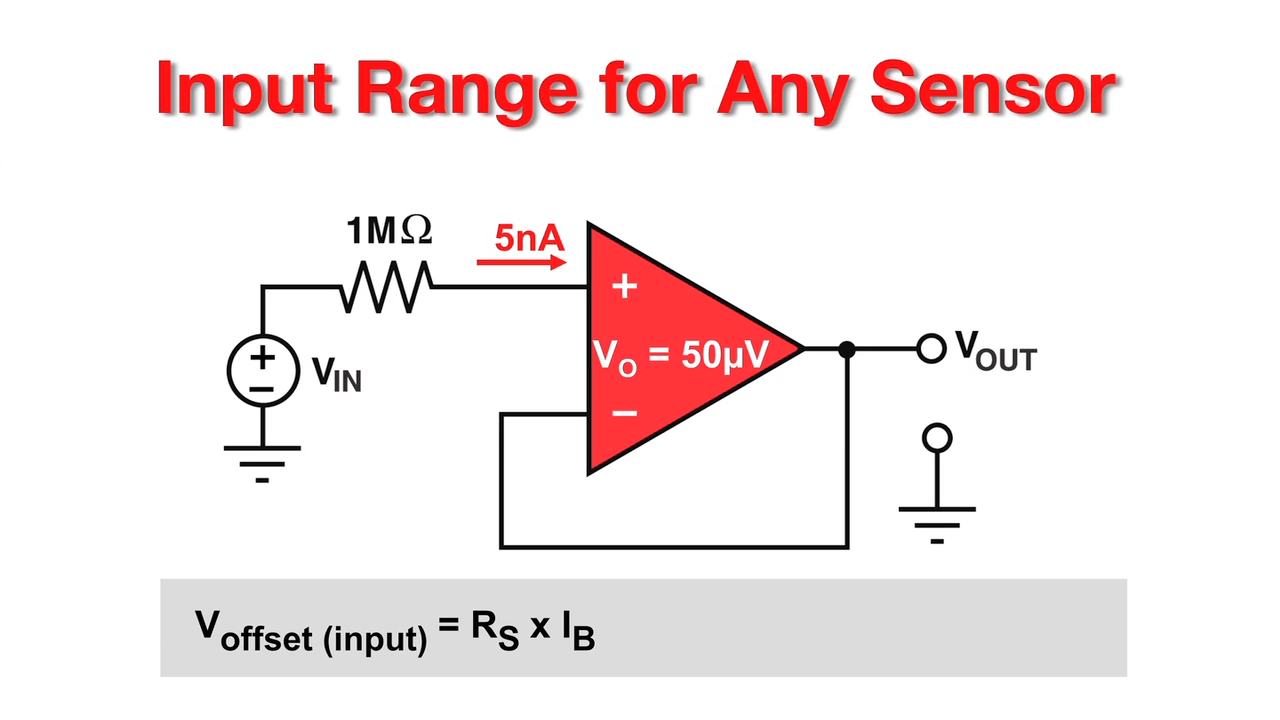 Input Range for Any Sensor
1MΩ
5nA
+
VO = 50µV
−
+
−
VIN
VOUT
Voffset (input) = RS x IB